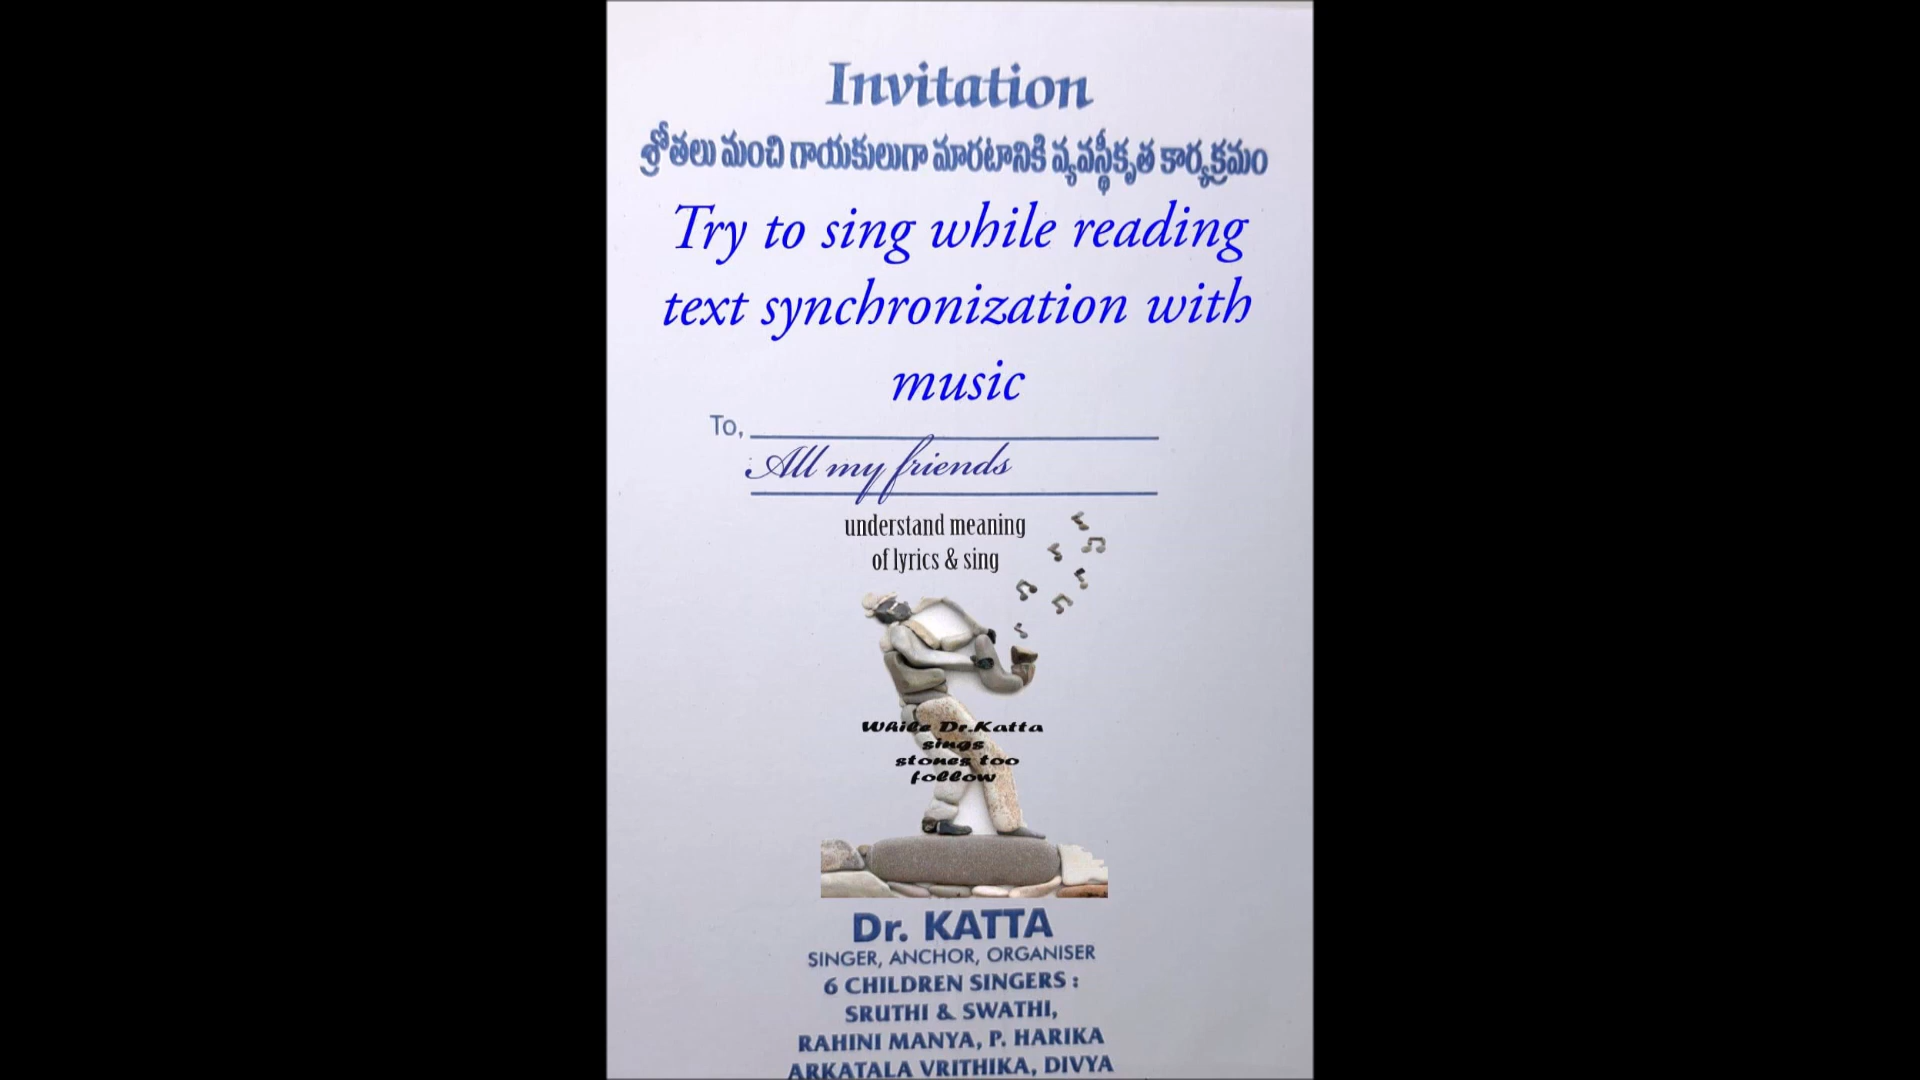 Invitation
శ్రోతలు మంచి గాయకులుగా మారటానికి వ్యవస్థీకృత కార్యక్రమం
Try to sing while reading
text synchronization with
music
To,
All my friends
understand meaning
of lyrics & sing
While Dr.Katta
sings
stones too
follow
Dr. KATTA
SINGER, ANCHOR, ORGANISER
6 CHILDREN SINGERS :
SRUTHI & SWATHI,
RAHINI MANYA, P. HARIKA
ARKATALA VRITHIKA, DIVYA